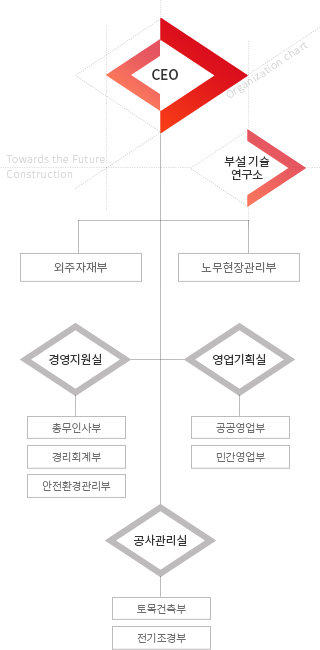 CEO
Organization chart
Towards the Future
Construction
부설 기술
연구소
외주자재부
노무현장관리부
경영지원실
영업기획실
총무인사부
공공영업부
경리회계부
민간영업부
안전환경관리부
공사관리실
토목건축부
전기조경부